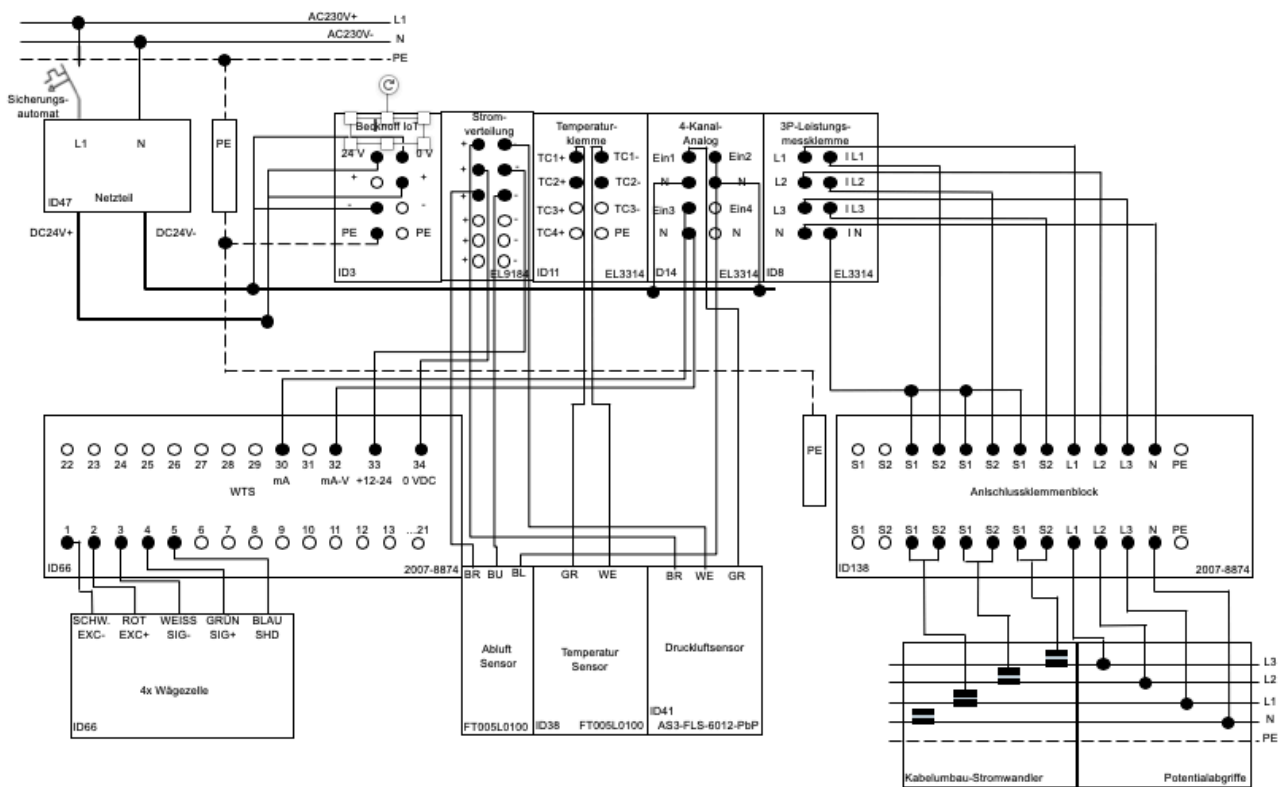 AC230V+ L1
AC230V- N
PE
Sicherungs-
automat
L1 N
Netzteil
ID47
DC24V+ DC24V-
PE
Beckhoff IoT
24 V 0 V
+ +
- -
PE PE
ID3
Strom-
verteilung
+ -
+ -
+ -
+ -
+ -
+ -
EL9184
Temperatur-
klemme
TC1+ TC1-
TC2+ TC2-
TC3+ TC3-
TC4+ PE
ID11 EL3314
4-Kanal-
Analog
Ein1 Ein2
N N
Ein3 Ein4
N N
ID14 EL3314
3P-Leistungs-
messklemme
L1 I L1
L2 I L2
L3 I L3
N I N
ID8 EL3314
22 23 24 25 26 27 28 29 30 31 32 33 34
mA mA-V +12-24 0 VDC
WTS
1 2 3 4 5 6 7 8 9 10 11 12 13 ...21
ID66 2007-8874
PE
S1 S2 S1 S2 S1 S2 S1 S2 L1 L2 L3 N PE
Anlschussklemmenblock
S1 S2 S1 S2 S1 S2 S1 S2 L1 L2 L3 N PE
ID138 2007-8874
SCHW. ROT WEISS GRÜN BLAU
EXC- EXC+ SIG- SIG+ SHD
4x Wägezelle
ID66
BR BU BL
Abluft
Sensor
FT005L0100
GR WE
Temperatur
Sensor
ID38 FT005L0100
BR WE GR
Druckluftsensor
ID41
AS3-FLS-6012-PbP
L3
L2
L1
N
PE
Kabelumbau-Stromwandler Potentialabgriffe